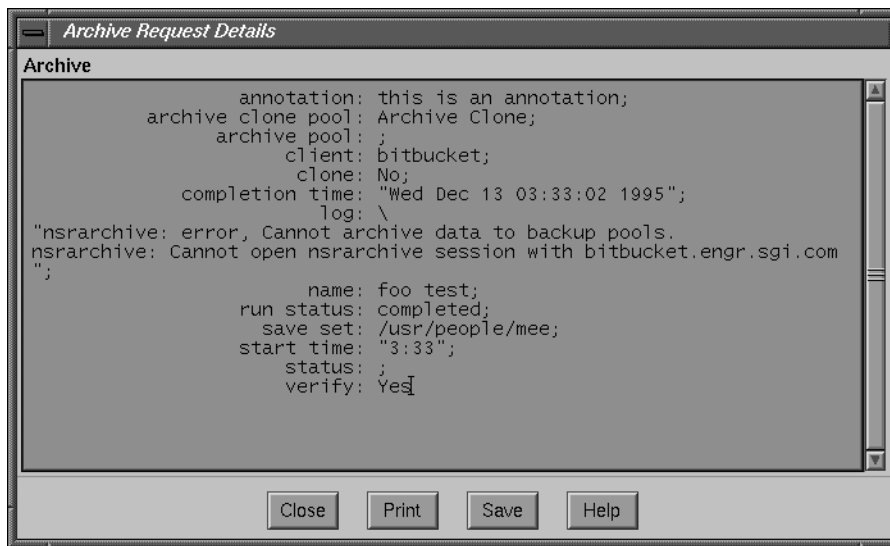 Archive Request Details
Archive
annotation: this is an annotation;
archive clone pool: Archive Clone;
archive pool: ;
client: bitbucket;
clone: No;
completion time: "Wed Dec 13 03:33:02 1995";
log: \
"nsrarchive: error, Cannot archive data to backup pools.
nsrarchive: Cannot open nsrarchive session with bitbucket.engr.sgi.com
";
name: foo test;
run status: completed;
save set: /usr/people/mee;
start time: "3:33";
status: ;
verify: Yes
Close Print Save Help